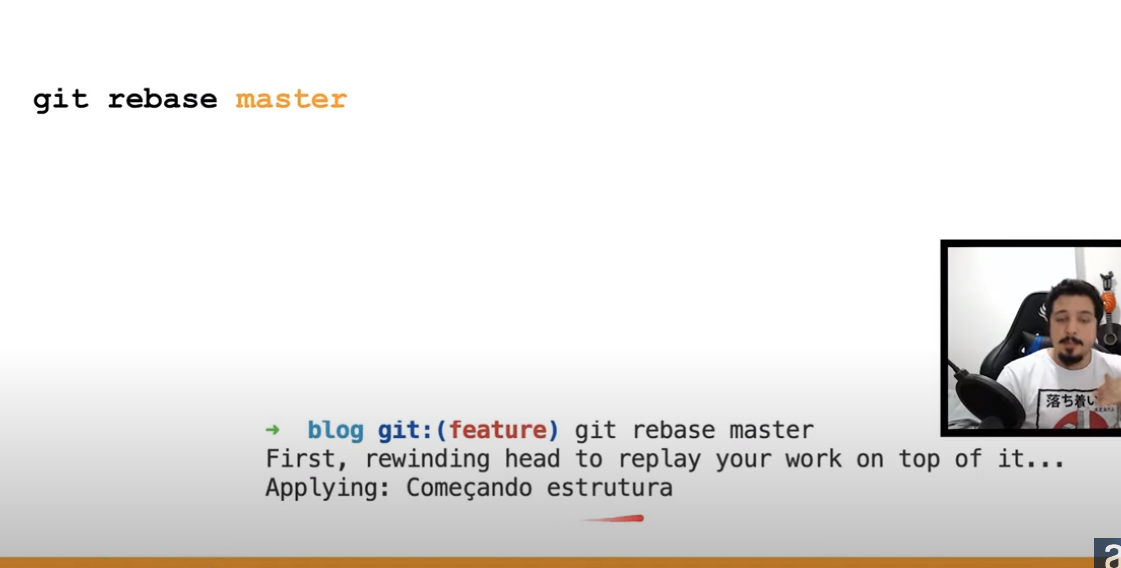 git rebase master
落ち着い
➜ blog git:(feature) git rebase master
First, rewinding head to replay your work on top of it...
Applying: Começando estrutura
a